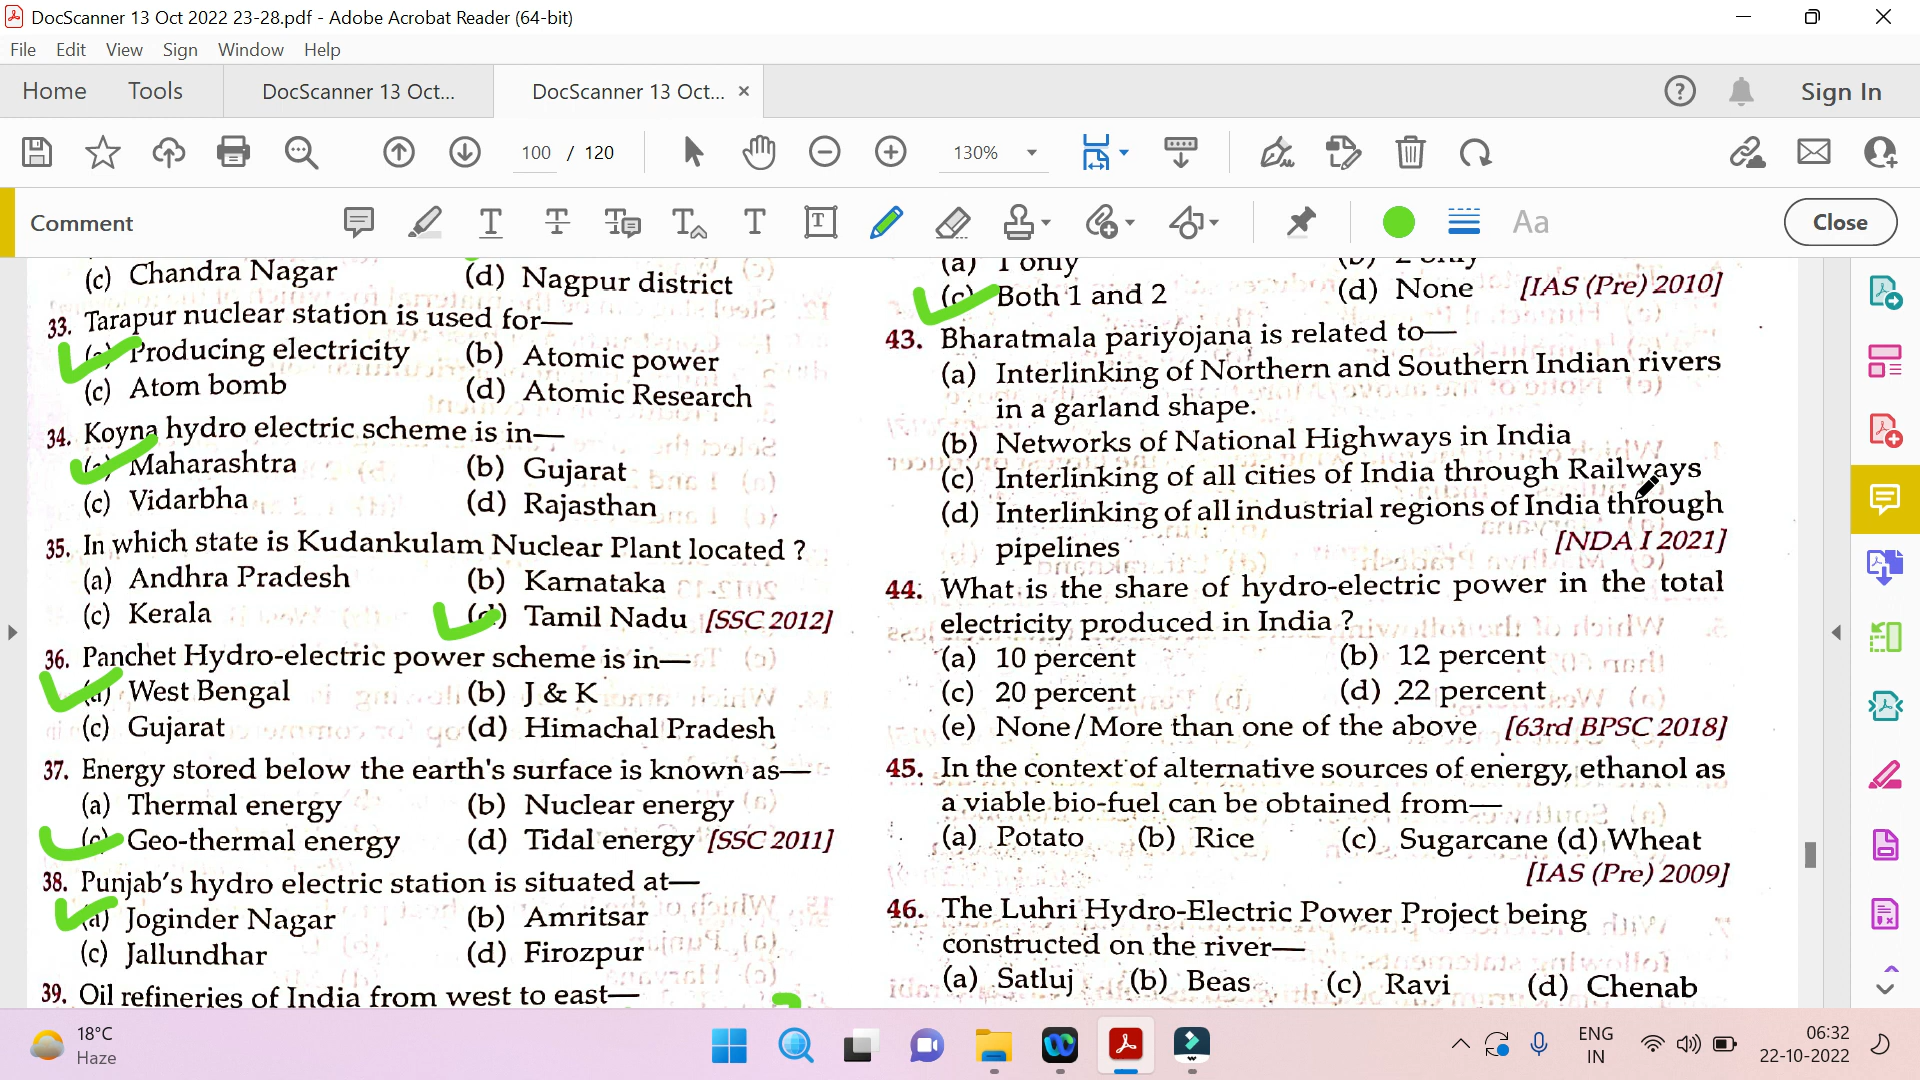 DocScanner 13 Oct 2022 23-28.pdf - Adobe Acrobat Reader (64-bit)
File Edit View Sign Window Help
Home Tools DocScanner 13 Oct... DocScanner 13 Oct... × Sign In
100 / 120 130%
Comment Aa Close
(c) Chandra Nagar (d) Nagpur district
33. Tarapur nuclear station is used for—
Producing electricity (b) Atomic power
(c) Atom bomb (d) Atomic Research
34. Koyna hydro electric scheme is in—
Maharashtra (b) Gujarat
(c) Vidarbha (d) Rajasthan
35. In which state is Kudankulam Nuclear Plant located ?
(a) Andhra Pradesh (b) Karnataka
(c) Kerala (d) Tamil Nadu [SSC 2012]
36. Panchet Hydro-electric power scheme is in—
(a) West Bengal (b) J & K
(c) Gujarat (d) Himachal Pradesh
37. Energy stored below the earth's surface is known as—
(a) Thermal energy (b) Nuclear energy
(c) Geo-thermal energy (d) Tidal energy [SSC 2011]
38. Punjab's hydro electric station is situated at—
(a) Joginder Nagar (b) Amritsar
(c) Jallundhar (d) Firozpur
39. Oil refineries of India from west to east—
(a) 1 only
(c) Both 1 and 2 (d) None [IAS (Pre) 2010]
43. Bharatmala pariyojana is related to—
(a) Interlinking of Northern and Southern Indian rivers
in a garland shape.
(b) Networks of National Highways in India
(c) Interlinking of all cities of India through Railways
(d) Interlinking of all industrial regions of India through
pipelines [NDA I 2021]
44. What is the share of hydro-electric power in the total
electricity produced in India ?
(a) 10 percent (b) 12 percent
(c) 20 percent (d) 22 percent
(e) None/More than one of the above [63rd BPSC 2018]
45. In the context of alternative sources of energy, ethanol as
a viable bio-fuel can be obtained from—
(a) Potato (b) Rice (c) Sugarcane (d) Wheat
[IAS (Pre) 2009]
46. The Luhri Hydro-Electric Power Project being
constructed on the river—
(a) Satluj (b) Beas (c) Ravi (d) Chenab
18°C
Haze
ENG
IN
06:32
22-10-2022